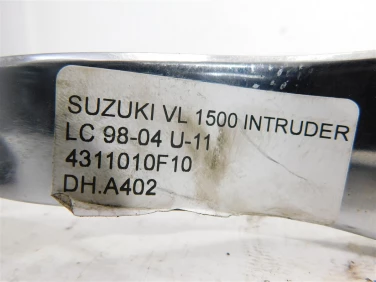 SUZUKI VL 1500 INTRUDER
LC 98-04 U-11
4311010F10
DH.A402